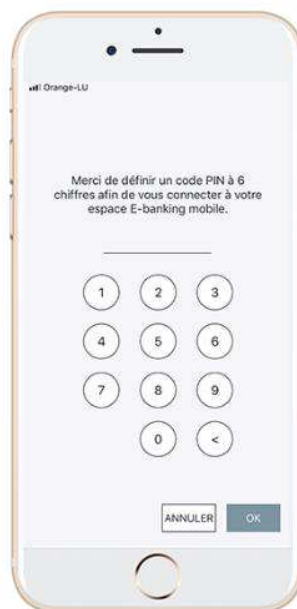 Orange-LU
Merci de définir un code PIN à 6
chiffres afin de vous connecter à votre
espace E-banking mobile.
1 2 3
4 5 6
7 8 9
0 <
ANNULER OK